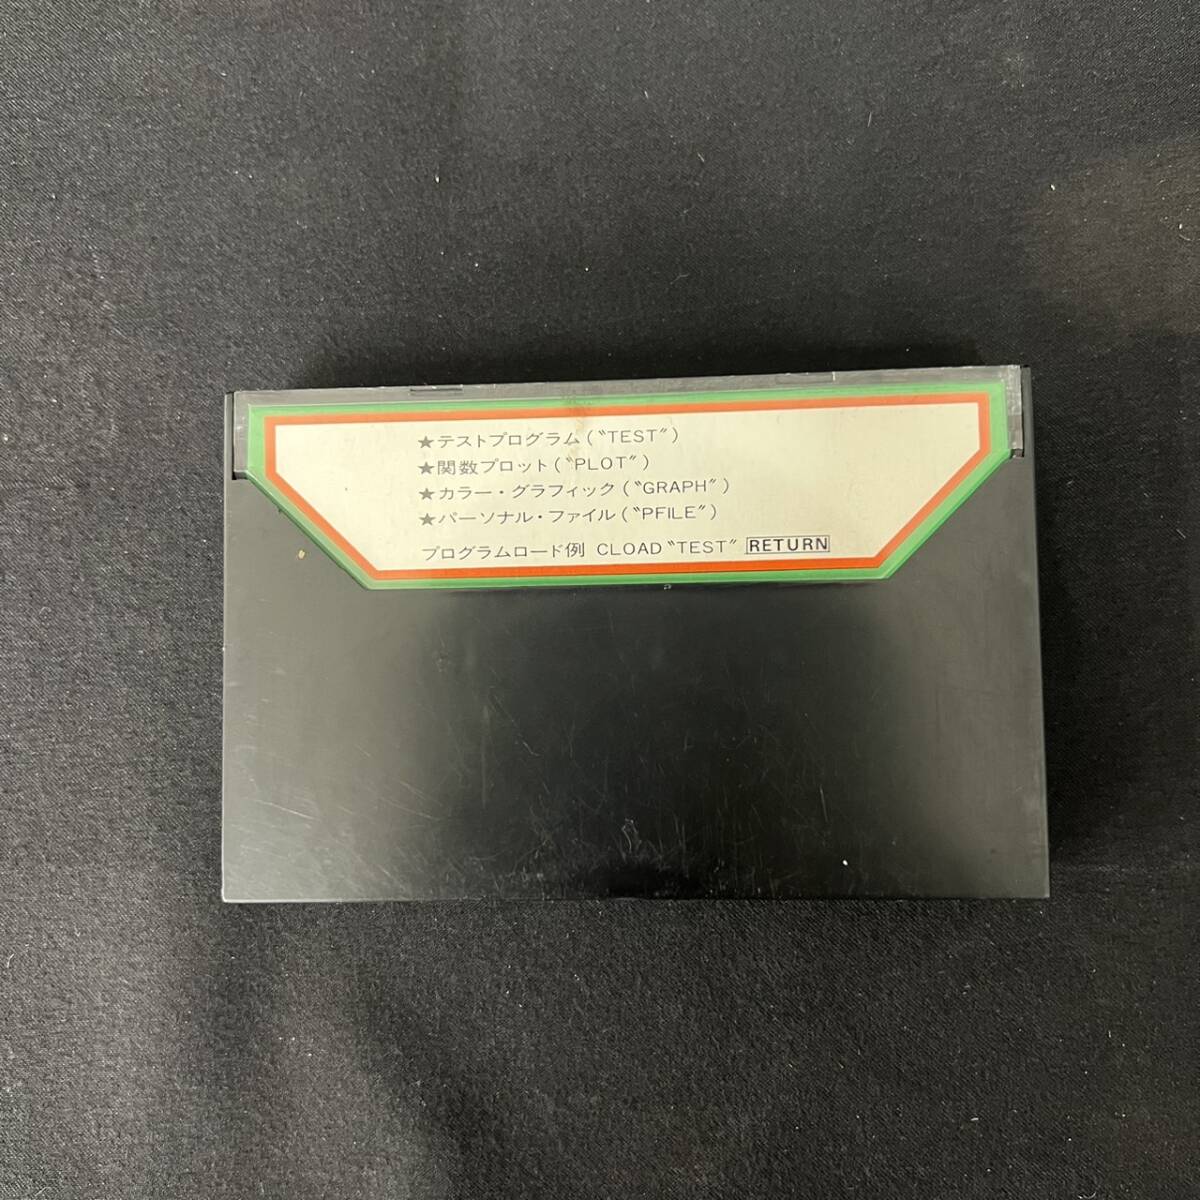 ★テストプログラム(〝TEST〞)
★関数プロット(〝PLOT〞)
★カラー・グラフィック(〝GRAPH〞)
★パーソナル・ファイル(〝PFILE〞)
プログラムロード例 CLOAD〝TEST〞 RETURN